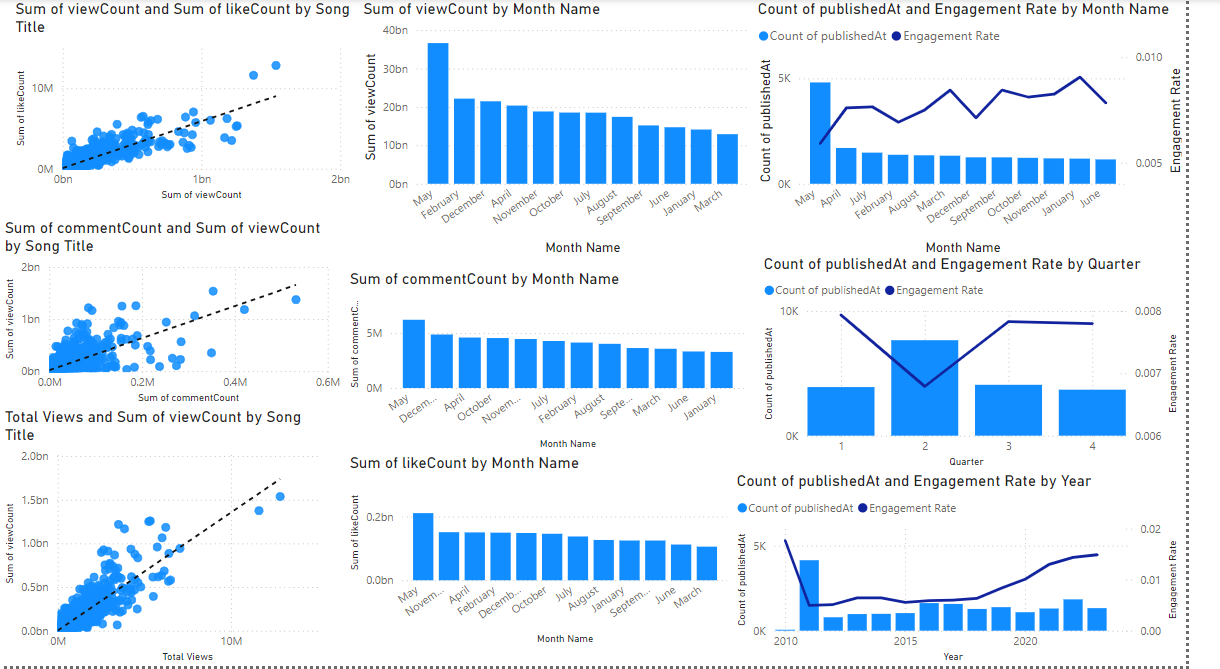 Sum of viewCount and Sum of likeCount by Song
Title
Sum of likeCount
10M
0M
0bn
1bn
2bn
Sum of viewCount
Sum of commentCount and Sum of viewCount
by Song Title
Sum of viewCount
2bn
1bn
0bn
0.0M
0.2M
0.4M
0.6M
Sum of commentCount
Total Views and Sum of viewCount by Song
Title
Sum of viewCount
2.0bn
1.5bn
1.0bn
0.5bn
0.0bn
0M
10M
Total Views
Sum of viewCount by Month Name
Sum of viewCount
40bn
30bn
20bn
10bn
0bn
May
February
December
April
November
October
July
August
September
June
January
March
Month Name
Sum of commentCount by Month Name
Sum of commentC...
5M
0M
May
Decem...
April
October
Novem...
July
February
August
Septe...
March
June
January
Month Name
Sum of likeCount by Month Name
Sum of likeCount
0.2bn
0.0bn
May
Novem...
April
February
Decemb...
October
July
August
January
Septem...
June
March
Month Name
Count of publishedAt and Engagement Rate by Month Name
Count of publishedAt
Engagement Rate
Count of publishedAt
5K
0K
0.010
0.005
Engagement Rate
May
April
July
February
August
March
December
September
October
November
January
June
Month Name
Count of publishedAt and Engagement Rate by Quarter
Count of publishedAt
Engagement Rate
Count of publishedAt
10K
0K
0.008
0.007
0.006
Engagement Rate
1
2
3
4
Quarter
Count of publishedAt and Engagement Rate by Year
Count of publishedAt
Engagement Rate
Count of publishedAt
5K
0K
0.02
0.01
0.00
Engagement Rate
2010
2015
2020
Year